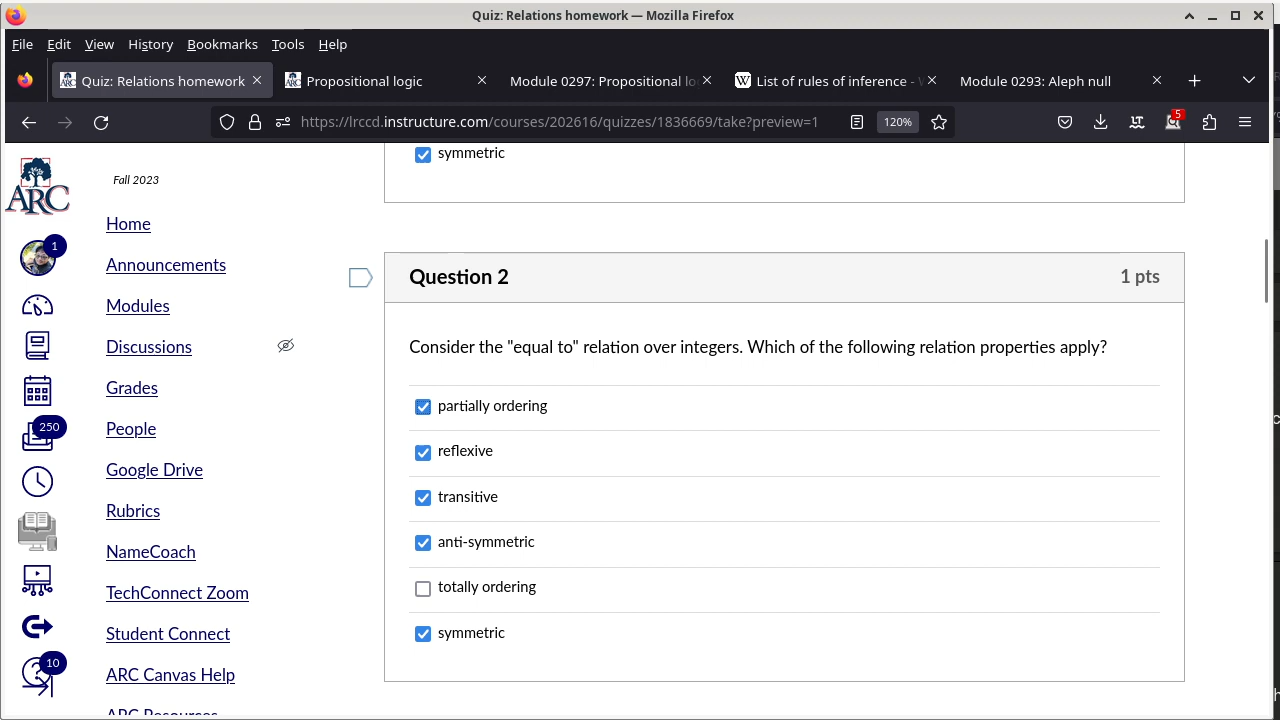 Quiz: Relations homework — Mozilla Firefox
File Edit View History Bookmarks Tools Help
Quiz: Relations homework Propositional logic Module 0297: Propositional lo List of rules of inference - Module 0293: Aleph null
https://lrccd.instructure.com/courses/202616/quizzes/1836669/take?preview=1 120% 5
ARC
Fall 2023
Home
1
Announcements
Modules
Discussions
Grades
250
People
Google Drive
Rubrics
NameCoach
TechConnect Zoom
Student Connect
10
ARC Canvas Help
ARC Resources
symmetric
Question 2 1 pts
Consider the "equal to" relation over integers. Which of the following relation properties apply?
partially ordering
reflexive
transitive
anti-symmetric
totally ordering
symmetric